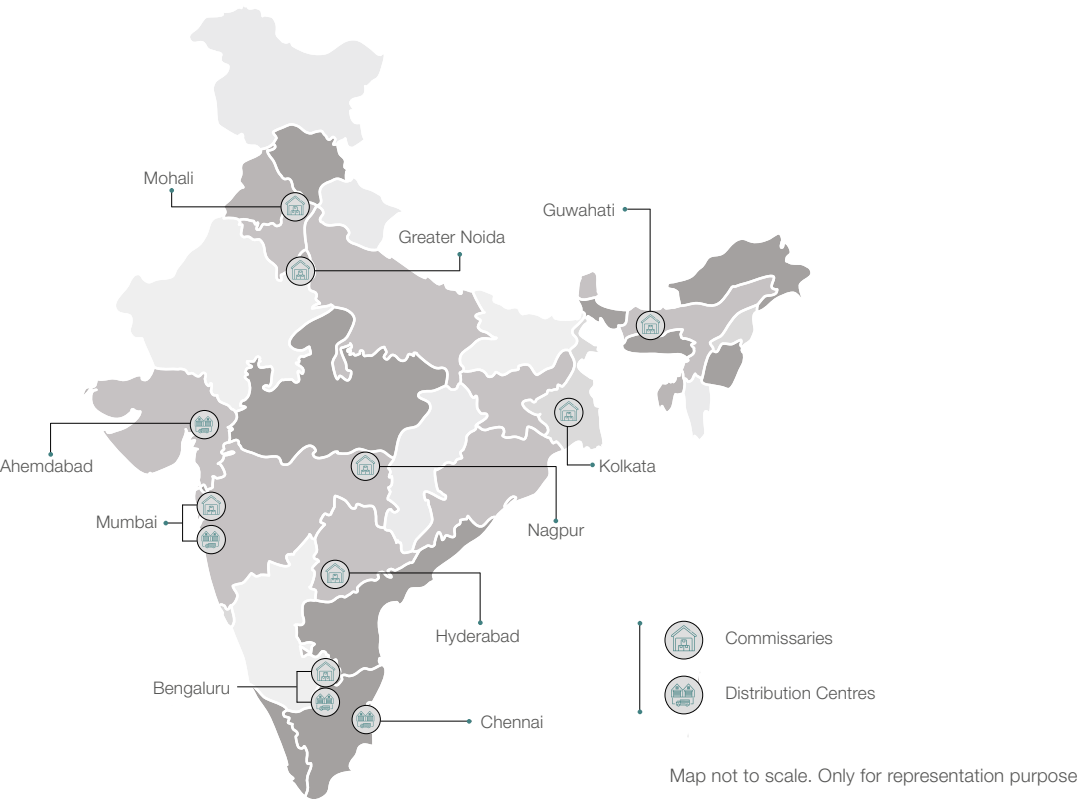 Mohali
Guwahati
Greater Noida
Ahemdabad
Kolkata
Mumbai
Nagpur
Hyderabad
Commissaries
Bengaluru
Distribution Centres
Chennai
Map not to scale. Only for representation purpose